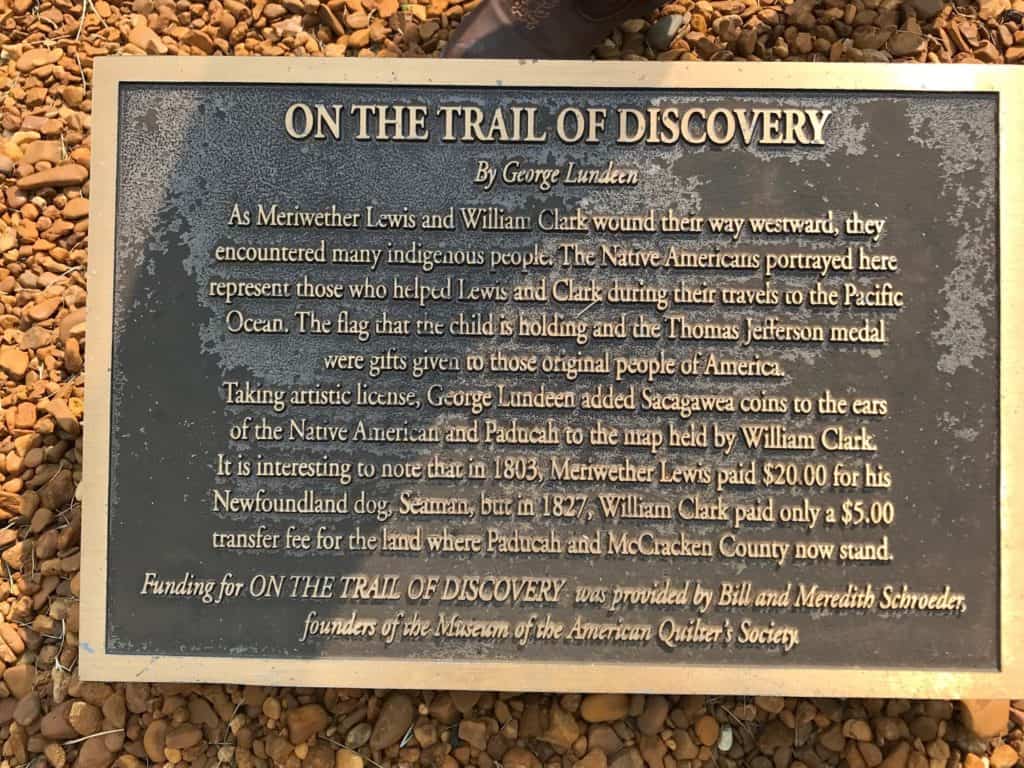 ON THE TRAIL OF DISCOVERY
By George Lundeen
As Meriwether Lewis and William Clark wound their way westward, they
encountered many indigenous people. The Native Americans portrayed here
represent those who helped Lewis and Clark during their travels to the Pacific
Ocean. The flag that the child is holding and the Thomas Jefferson medal
were gifts given to those original people of America.
Taking artistic license, George Lundeen added Sacagawea coins to the ears
of the Native American and Paducah to the map held by William Clark.
It is interesting to note that in 1803, Meriwether Lewis paid $20.00 for his
Newfoundland dog, Seaman, but in 1827, William Clark paid only a $5.00
transfer fee for the land where Paducah and McCracken County now stand.
Funding for ON THE TRAIL OF DISCOVERY was provided by Bill and Meredith Schroeder,
founders of the Museum of the American Quilter's Society.